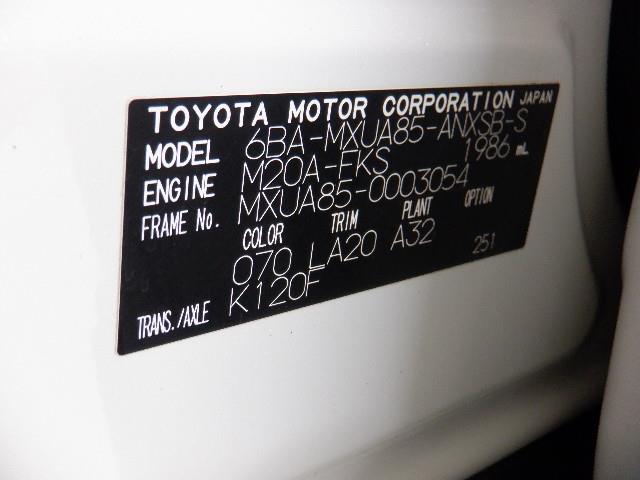 TOYOTA MOTOR CORPORATION JAPAN
MODEL 6BA-MXUA85-ANXSB-S
ENGINE M20A-FKS 1986 mL
FRAME No. MXUA85-0003054
COLOR TRIM PLANT OPTION
070 LA20 A32 251
TRANS./AXLE K120F